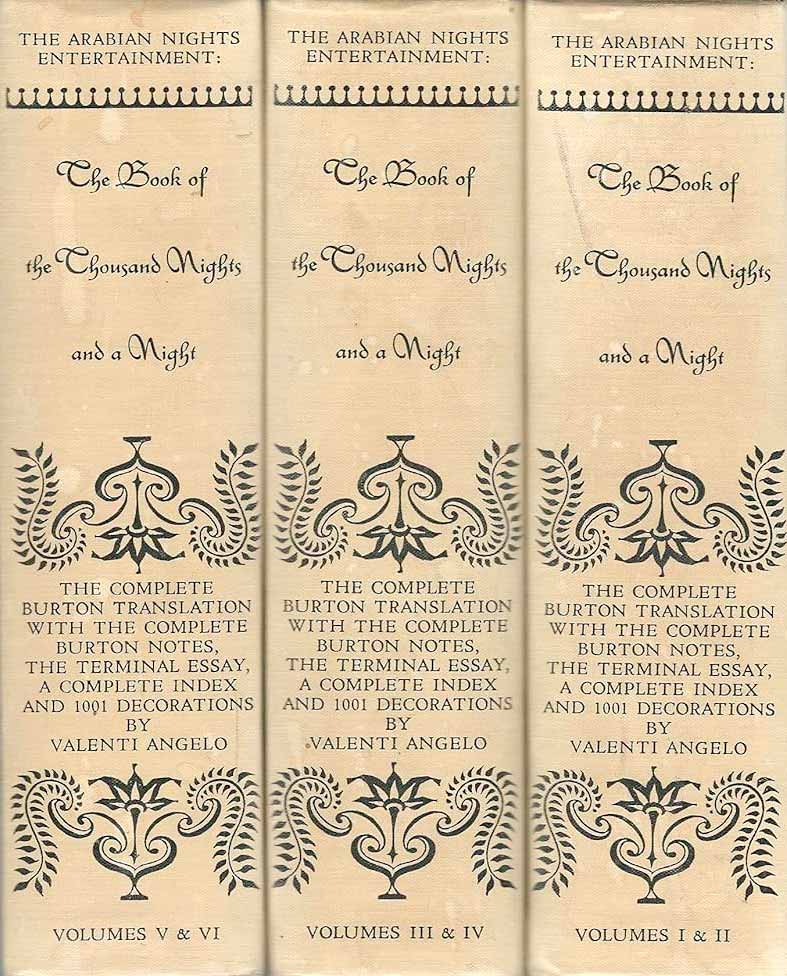 THE ARABIAN NIGHTS
ENTERTAINMENT:
The Book of
the Thousand Nights
and a Night
THE COMPLETE
BURTON TRANSLATION
WITH THE COMPLETE
BURTON NOTES,
THE TERMINAL ESSAY,
A COMPLETE INDEX
AND 1001 DECORATIONS
BY
VALENTI ANGELO
VOLUMES V & VI
THE ARABIAN NIGHTS
ENTERTAINMENT:
The Book of
the Thousand Nights
and a Night
THE COMPLETE
BURTON TRANSLATION
WITH THE COMPLETE
BURTON NOTES,
THE TERMINAL ESSAY,
A COMPLETE INDEX
AND 1001 DECORATIONS
BY
VALENTI ANGELO
VOLUMES III & IV
THE ARABIAN NIGHTS
ENTERTAINMENT:
The Book of
the Thousand Nights
and a Night
THE COMPLETE
BURTON TRANSLATION
WITH THE COMPLETE
BURTON NOTES,
THE TERMINAL ESSAY,
A COMPLETE INDEX
AND 1001 DECORATIONS
BY
VALENTI ANGELO
VOLUMES I & II